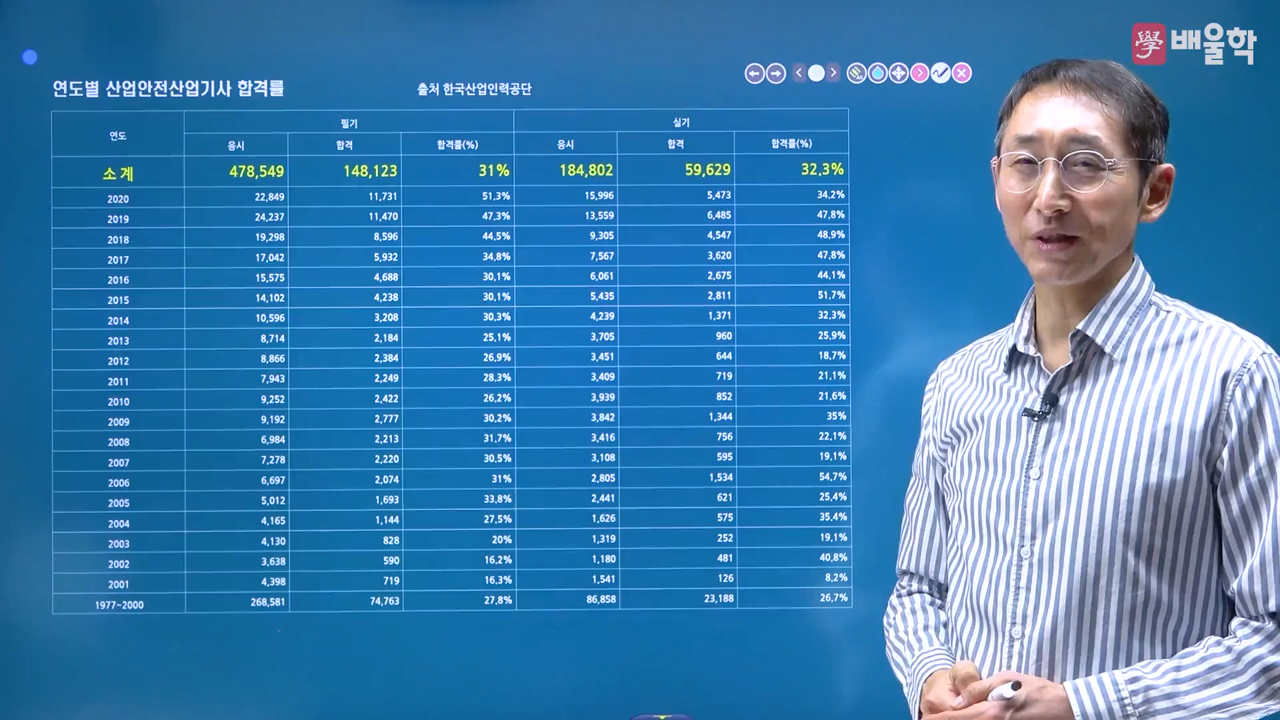 學 배울학
연도별 산업안전산업기사 합격률 출처 한국산업인력공단
연도 필기 실기
응시 합격 합격률(%) 응시 합격 합격률(%)
소 계 478,549 148,123 31% 184,802 59,629 32,3%
2020 22,849 11,731 51,3% 15,996 5,473 34,2%
2019 24,237 11,470 47,3% 13,559 6,485 47,8%
2018 19,298 8,596 44,5% 9,305 4,547 48,9%
2017 17,042 5,932 34,8% 7,567 3,620 47,8%
2016 15,575 4,688 30,1% 6,061 2,675 44,1%
2015 14,102 4,238 30,1% 5,435 2,811 51,7%
2014 10,596 3,208 30,3% 4,239 1,371 32,3%
2013 8,714 2,184 25,1% 3,705 960 25,9%
2012 8,866 2,384 26,9% 3,451 644 18,7%
2011 7,943 2,249 28,3% 3,409 719 21,1%
2010 9,252 2,422 26,2% 3,939 852 21,6%
2009 9,192 2,777 30,2% 3,842 1,344 35%
2008 6,984 2,213 31,7% 3,416 756 22,1%
2007 7,278 2,220 30,5% 3,108 595 19,1%
2006 6,697 2,074 31% 2,805 1,534 54,7%
2005 5,012 1,693 33,8% 2,441 621 25,4%
2004 4,165 1,144 27,5% 1,626 575 35,4%
2003 4,130 828 20% 1,319 252 19,1%
2002 3,638 590 16,2% 1,180 481 40,8%
2001 4,398 719 16,3% 1,541 126 8,2%
1977~2000 268,581 74,763 27,8% 86,858 23,188 26,7%